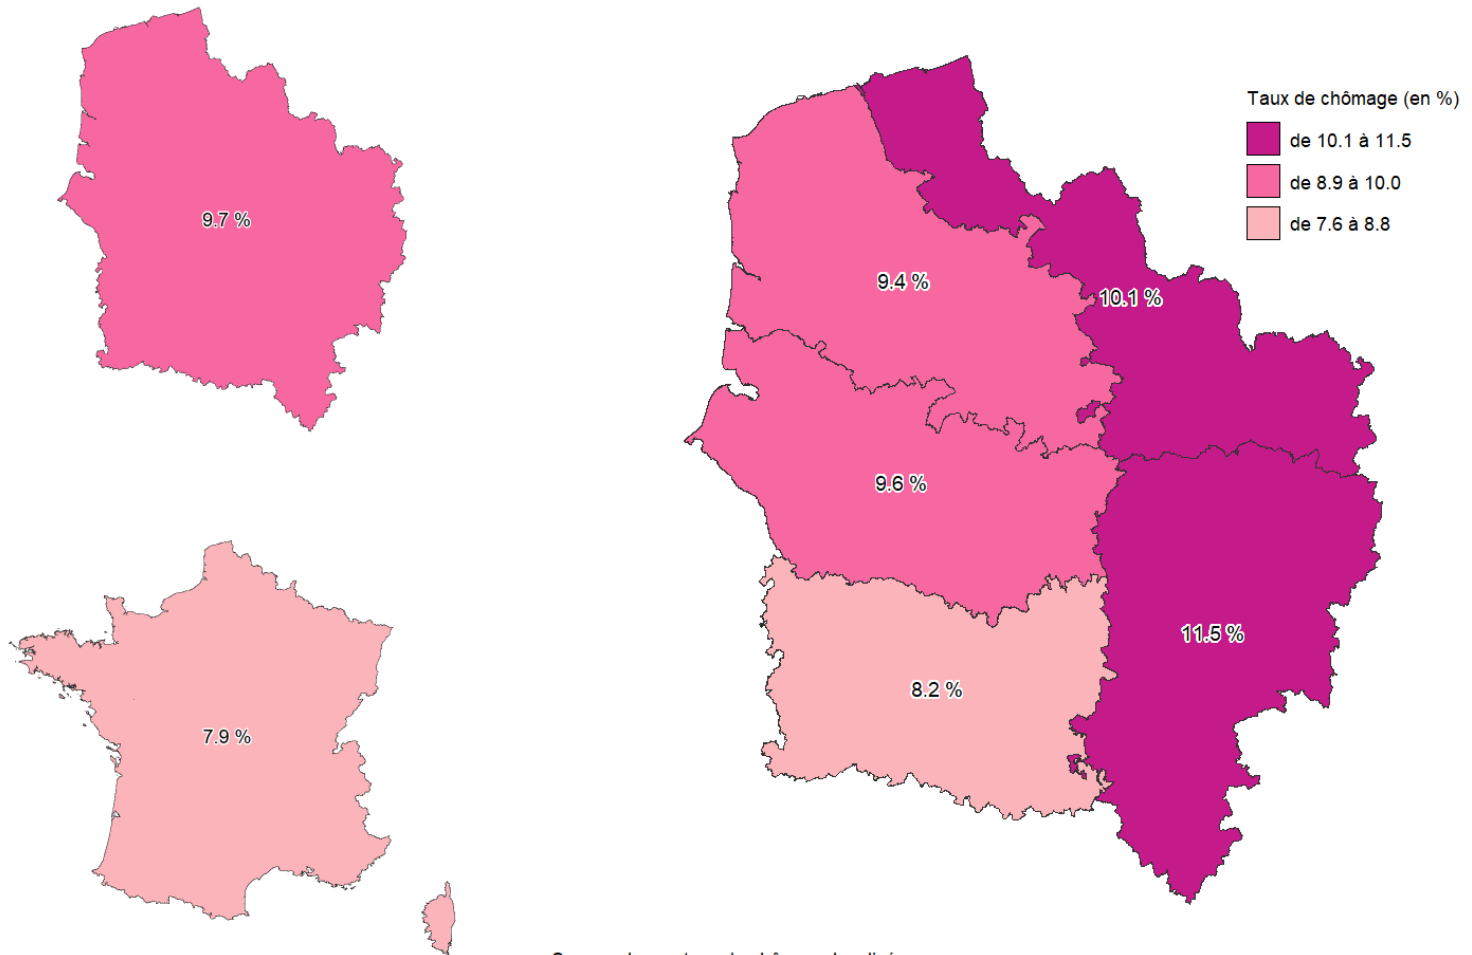 9.7 %
7.9 %
Taux de chômage (en %)
de 10.1 à 11.5
de 8.9 à 10.0
de 7.6 à 8.8
9.4 %
10.1 %
9.6 %
11.5 %
8.2 %